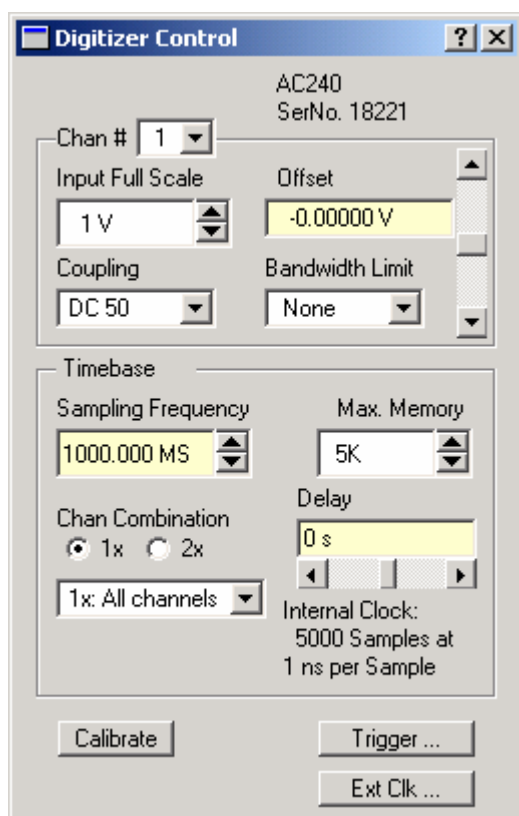 Digitizer Control
AC240
SerNo. 18221
Chan # 1
Input Full Scale Offset
1 V -0.00000 V
Coupling Bandwidth Limit
DC 50 None
Timebase
Sampling Frequency Max. Memory
1000.000 MS 5K
Delay
Chan Combination 0 s
1x 2x
1x: All channels
Internal Clock:
5000 Samples at
1 ns per Sample
Calibrate Trigger ...
Ext Clk ...